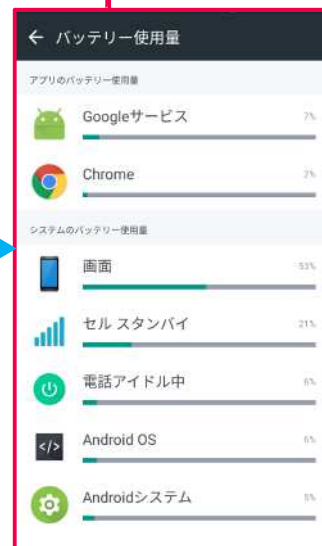 ← バッテリー使用量
アプリのバッテリー使用量
Googleサービス 7%
Chrome 2%
システムのバッテリー使用量
画面 53%
セル スタンバイ 21%
電話アイドル中 6%
</> Android OS 6%
Androidシステム 5%